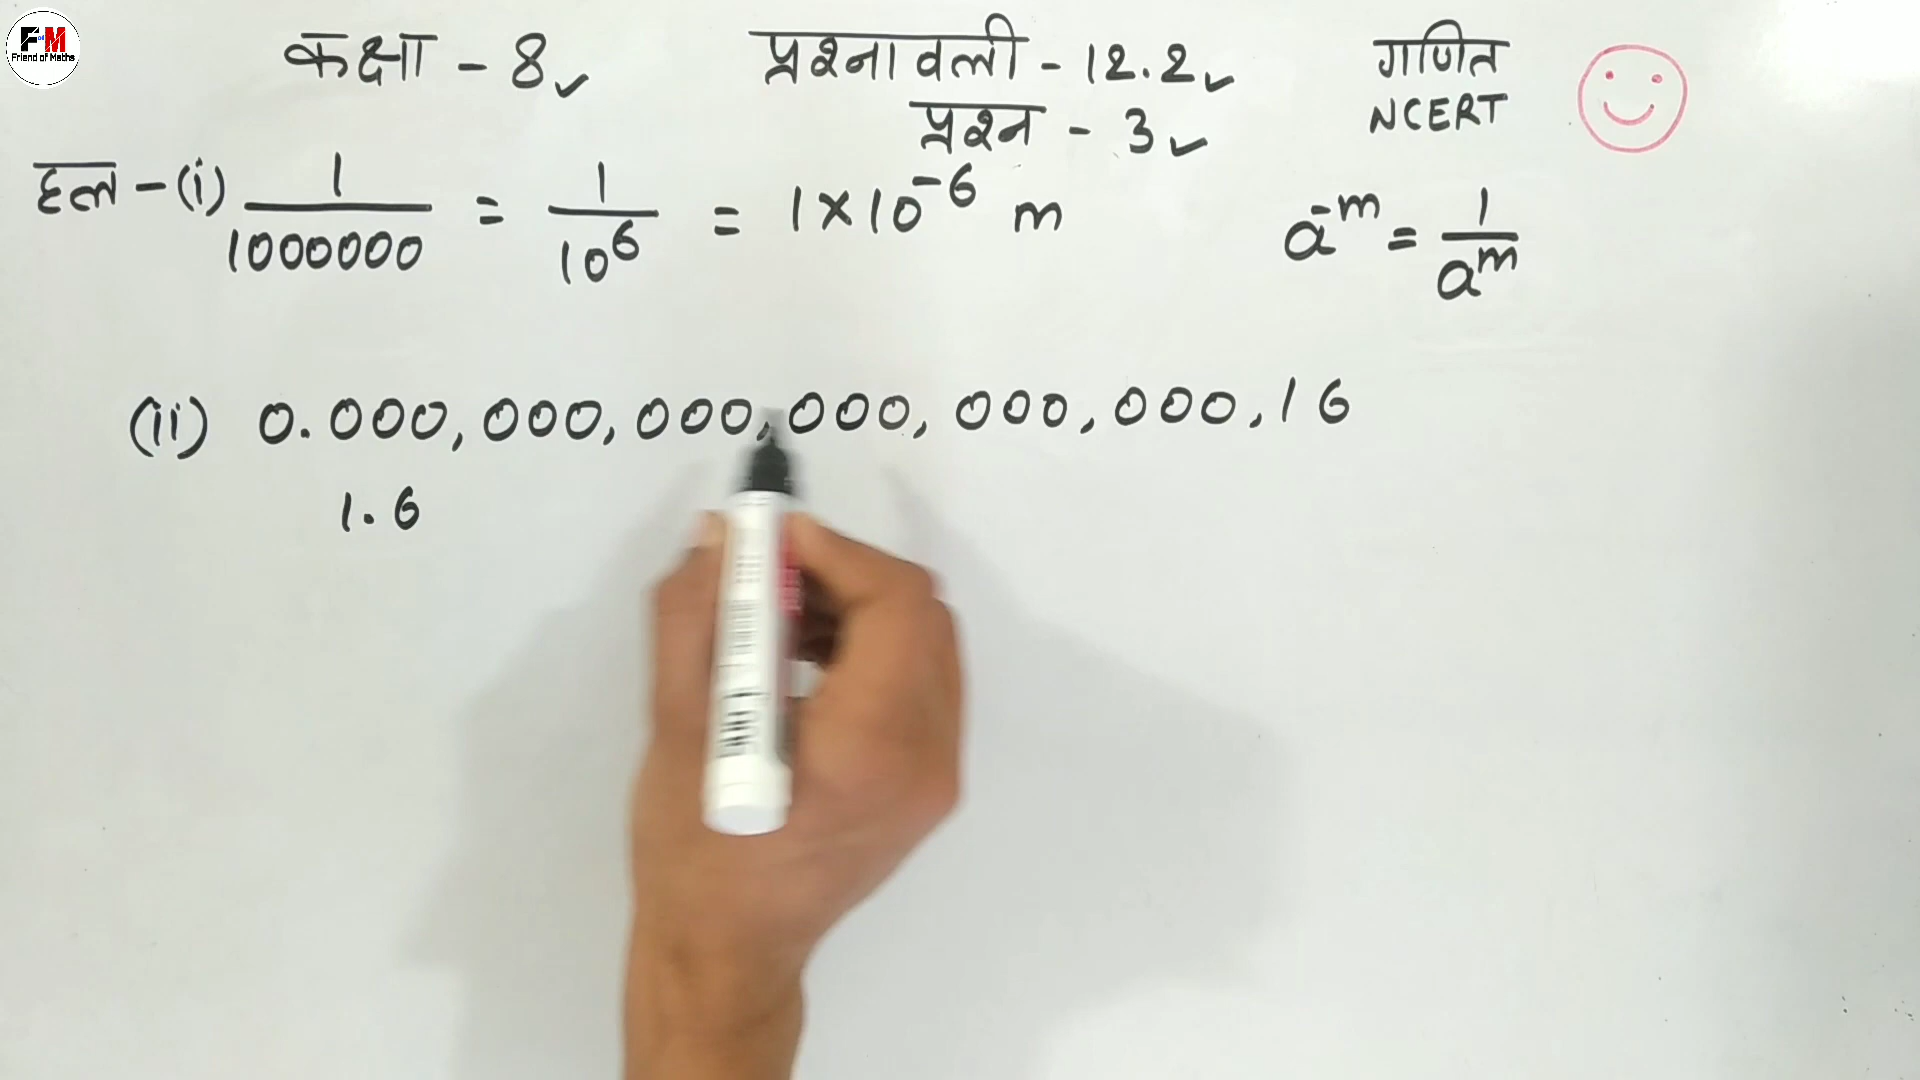 FoM
Friend of Maths
कक्षा - 8 ✓ प्रश्नावली - 12.2 ✓ गणित
प्रश्न - 3 ✓ NCERT
हल - (i) 1/1000000 = 1/10⁶ = 1×10⁻⁶ m a⁻ᵐ = 1/aᵐ
(ii) 0.000,000,000,000,000,000,16
1.6